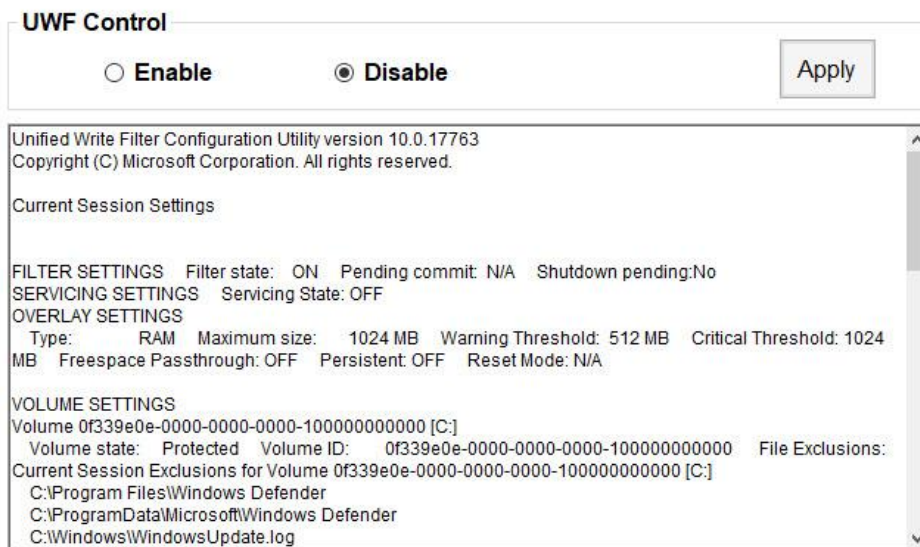 UWF Control
Enable Disable Apply
Unified Write Filter Configuration Utility version 10.0.17763
Copyright (C) Microsoft Corporation. All rights reserved.
Current Session Settings
FILTER SETTINGS Filter state: ON Pending commit: N/A Shutdown pending:No
SERVICING SETTINGS Servicing State: OFF
OVERLAY SETTINGS
Type: RAM Maximum size: 1024 MB Warning Threshold: 512 MB Critical Threshold: 1024
MB Freespace Passthrough: OFF Persistent: OFF Reset Mode: N/A
VOLUME SETTINGS
Volume 0f339e0e-0000-0000-0000-100000000000 [C:]
Volume state: Protected Volume ID: 0f339e0e-0000-0000-0000-100000000000 File Exclusions:
Current Session Exclusions for Volume 0f339e0e-0000-0000-0000-100000000000 [C:]
C:\Program Files\Windows Defender
C:\ProgramData\Microsoft\Windows Defender
C:\Windows\WindowsUpdate.log